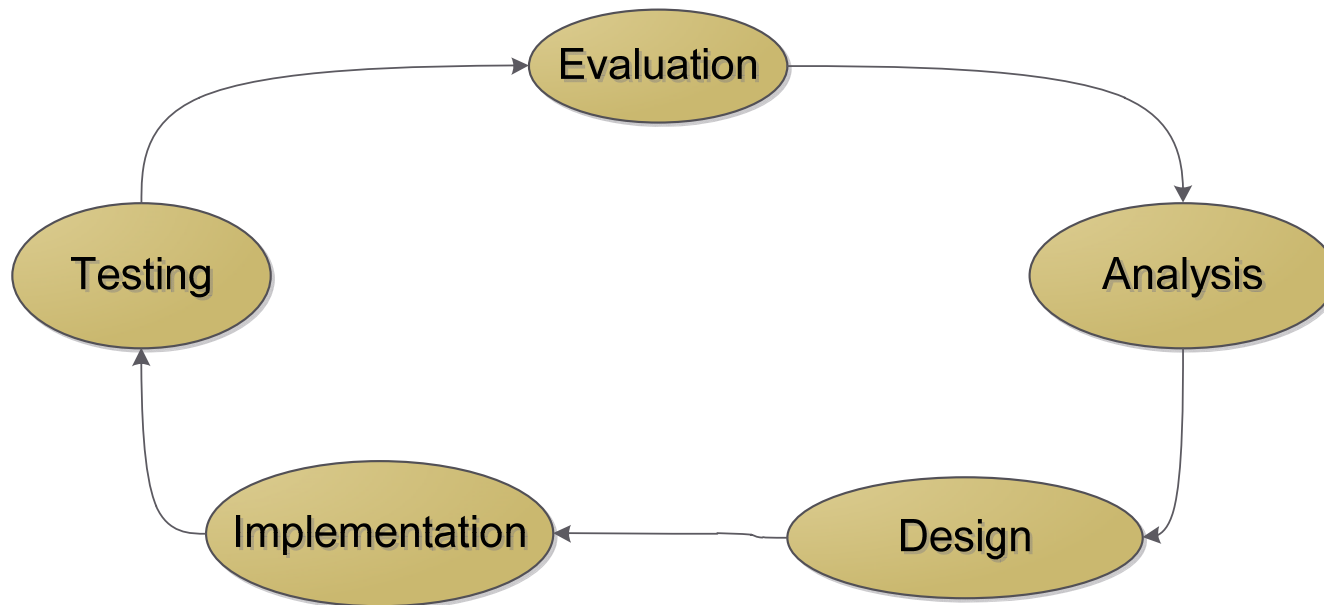 Evaluation
Testing
Analysis
Implementation
Design